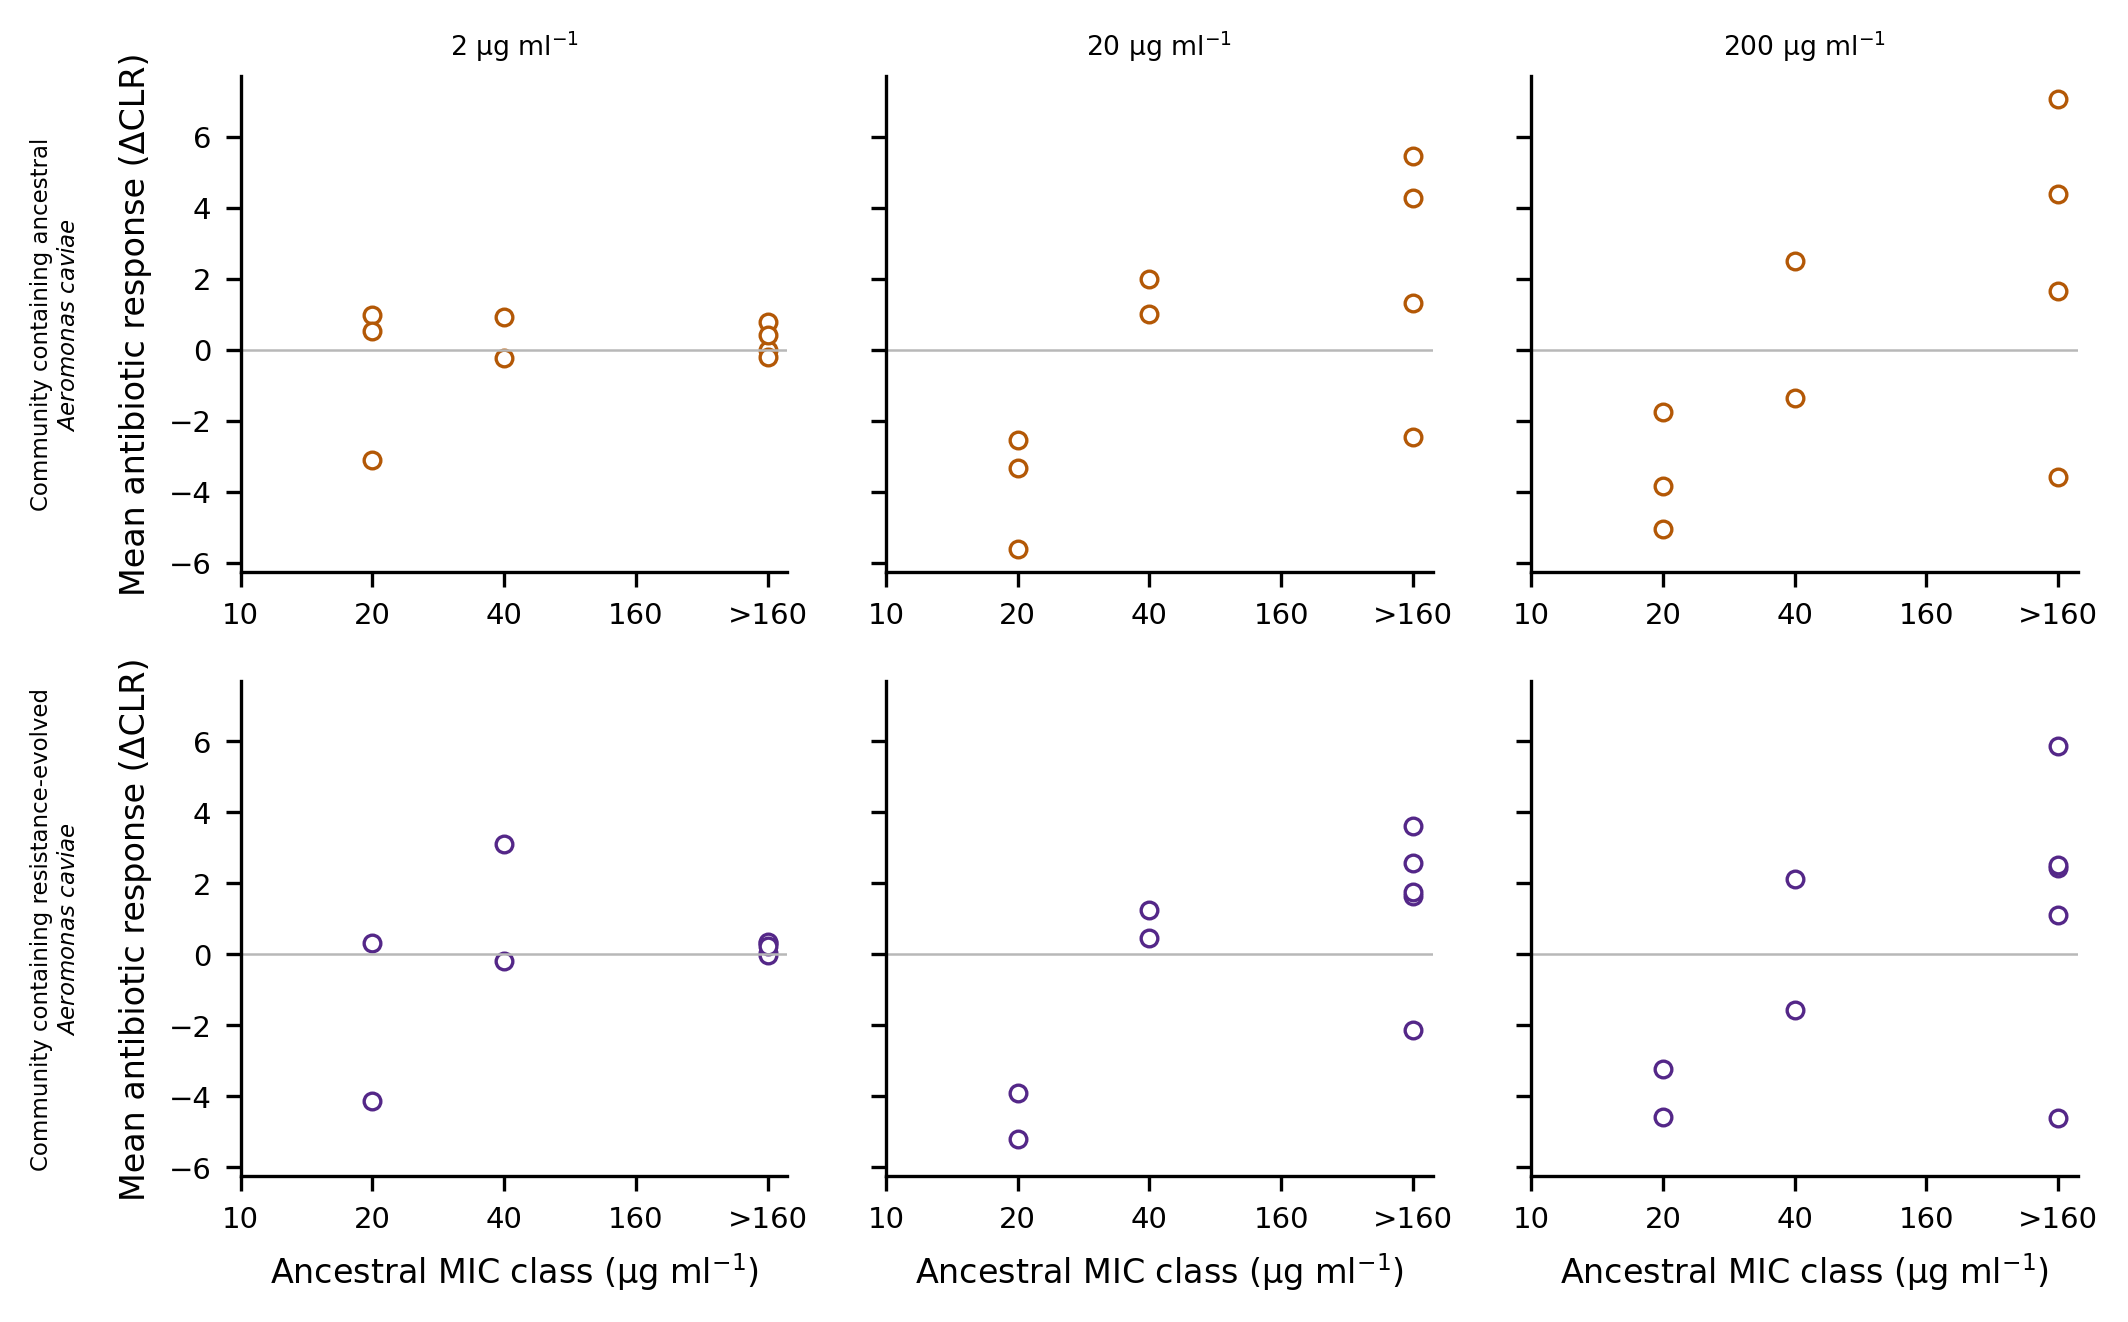 2 µg ml⁻¹
20 µg ml⁻¹
200 µg ml⁻¹
Community containing ancestral
Aeromonas caviae
Mean antibiotic response (ΔCLR)
6
4
2
0
−2
−4
−6
10 20 40 160 >160
10 20 40 160 >160
10 20 40 160 >160
Community containing resistance-evolved
Aeromonas caviae
Mean antibiotic response (ΔCLR)
6
4
2
0
−2
−4
−6
10 20 40 160 >160
10 20 40 160 >160
10 20 40 160 >160
Ancestral MIC class (µg ml⁻¹)
Ancestral MIC class (µg ml⁻¹)
Ancestral MIC class (µg ml⁻¹)